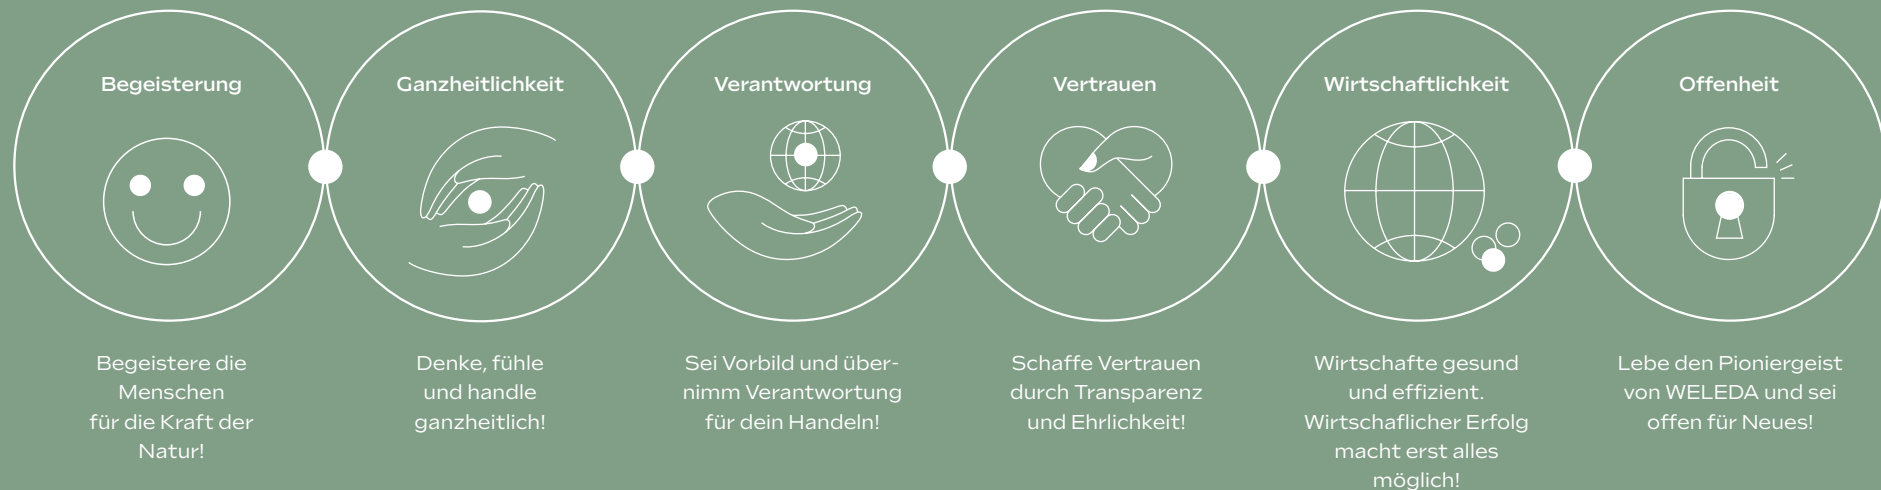 Begeisterung
Begeistere die
Menschen
für die Kraft der
Natur!
Ganzheitlichkeit
Denke, fühle
und handle
ganzheitlich!
Verantwortung
Sei Vorbild und über-
nimm Verantwortung
für dein Handeln!
Vertrauen
Schaffe Vertrauen
durch Transparenz
und Ehrlichkeit!
Wirtschaftlichkeit
Wirtschafte gesund
und effizient.
Wirtschaflicher Erfolg
macht erst alles
möglich!
Offenheit
Lebe den Pioniergeist
von WELEDA und sei
offen für Neues!